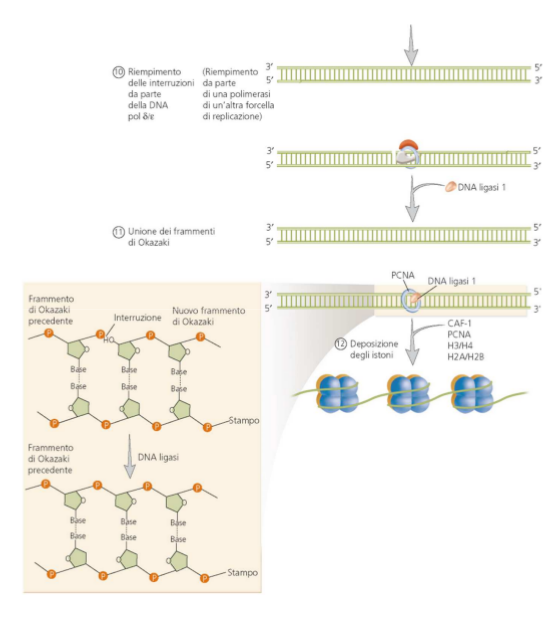 ⑩ Riempimento
delle interruzioni
da parte
della DNA
pol δ/ε
(Riempimento
da parte
di una polimerasi
di un'altra forcella
di replicazione)
3' 5'
5' 3'
3' 5'
5' 3'
DNA ligasi 1
⑪ Unione dei frammenti
di Okazaki
3' 5'
5' 3'
PCNA
DNA ligasi 1
3' 5'
5' 3'
⑫ Deposizione
degli istoni
CAF-1
PCNA
H3/H4
H2A/H2B
Frammento
di Okazaki
precedente
Interruzione
Nuovo frammento
di Okazaki
P P P P
HO
Base Base Base
Base Base Base
P P P P
Stampo
DNA ligasi
Frammento
di Okazaki
precedente
P P P P
Base Base Base
Base Base Base
P P P P
Stampo